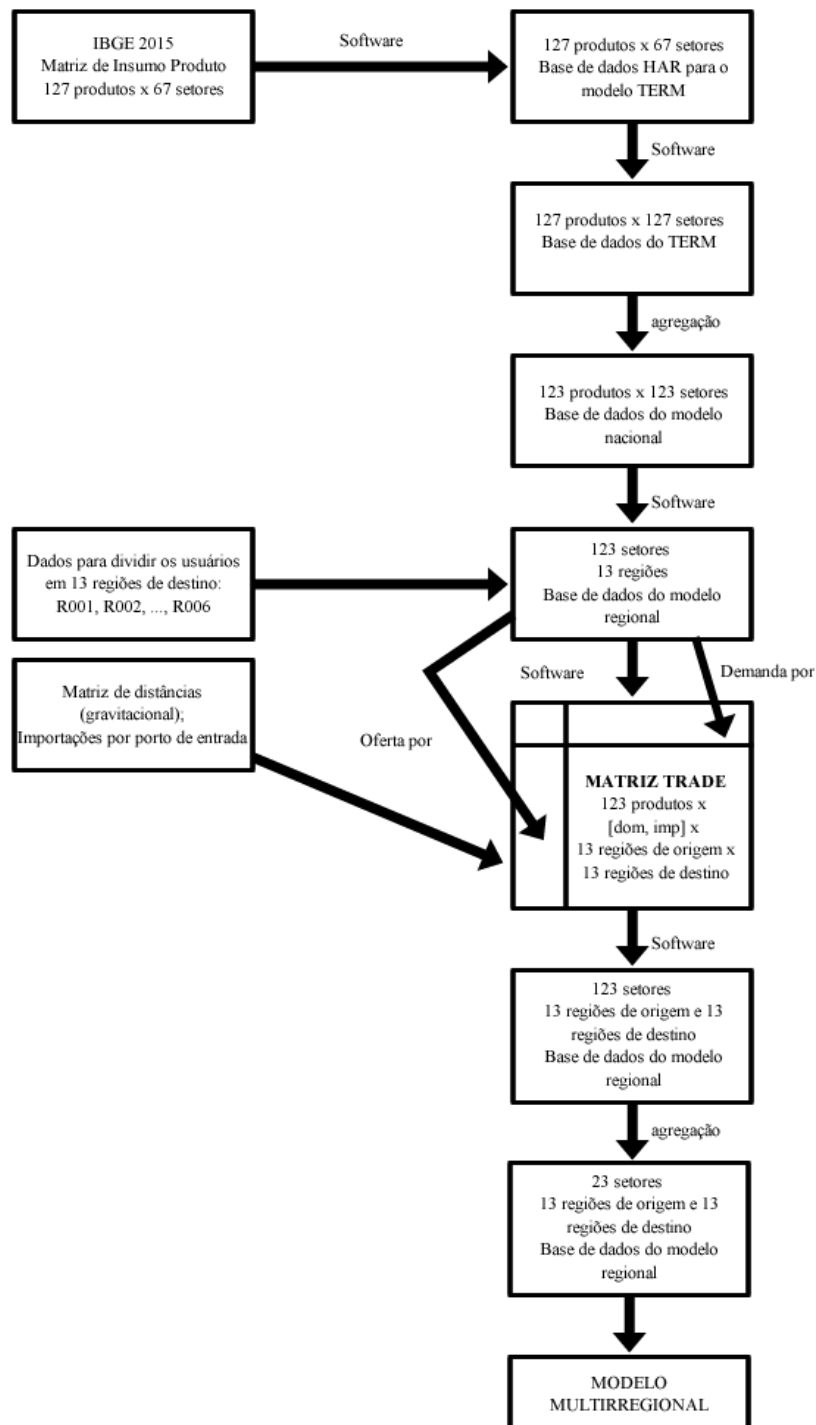 IBGE 2015
Matriz de Insumo Produto
127 produtos x 67 setores
Software
127 produtos x 67 setores
Base de dados HAR para o
modelo TERM
Software
127 produtos x 127 setores
Base de dados do TERM
agregação
123 produtos x 123 setores
Base de dados do modelo
nacional
Software
Dados para dividir os usuários
em 13 regiões de destino:
R001, R002, ..., R006
123 setores
13 regiões
Base de dados do modelo
regional
Matriz de distâncias
(gravitacional);
Importações por porto de entrada
Software
Demanda por
Oferta por
MATRIZ TRADE
123 produtos x
[dom, imp] x
13 regiões de origem x
13 regiões de destino
Software
123 setores
13 regiões de origem e 13
regiões de destino
Base de dados do modelo
regional
agregação
23 setores
13 regiões de origem e 13
regiões de destino
Base de dados do modelo
regional
MODELO
MULTIRREGIONAL